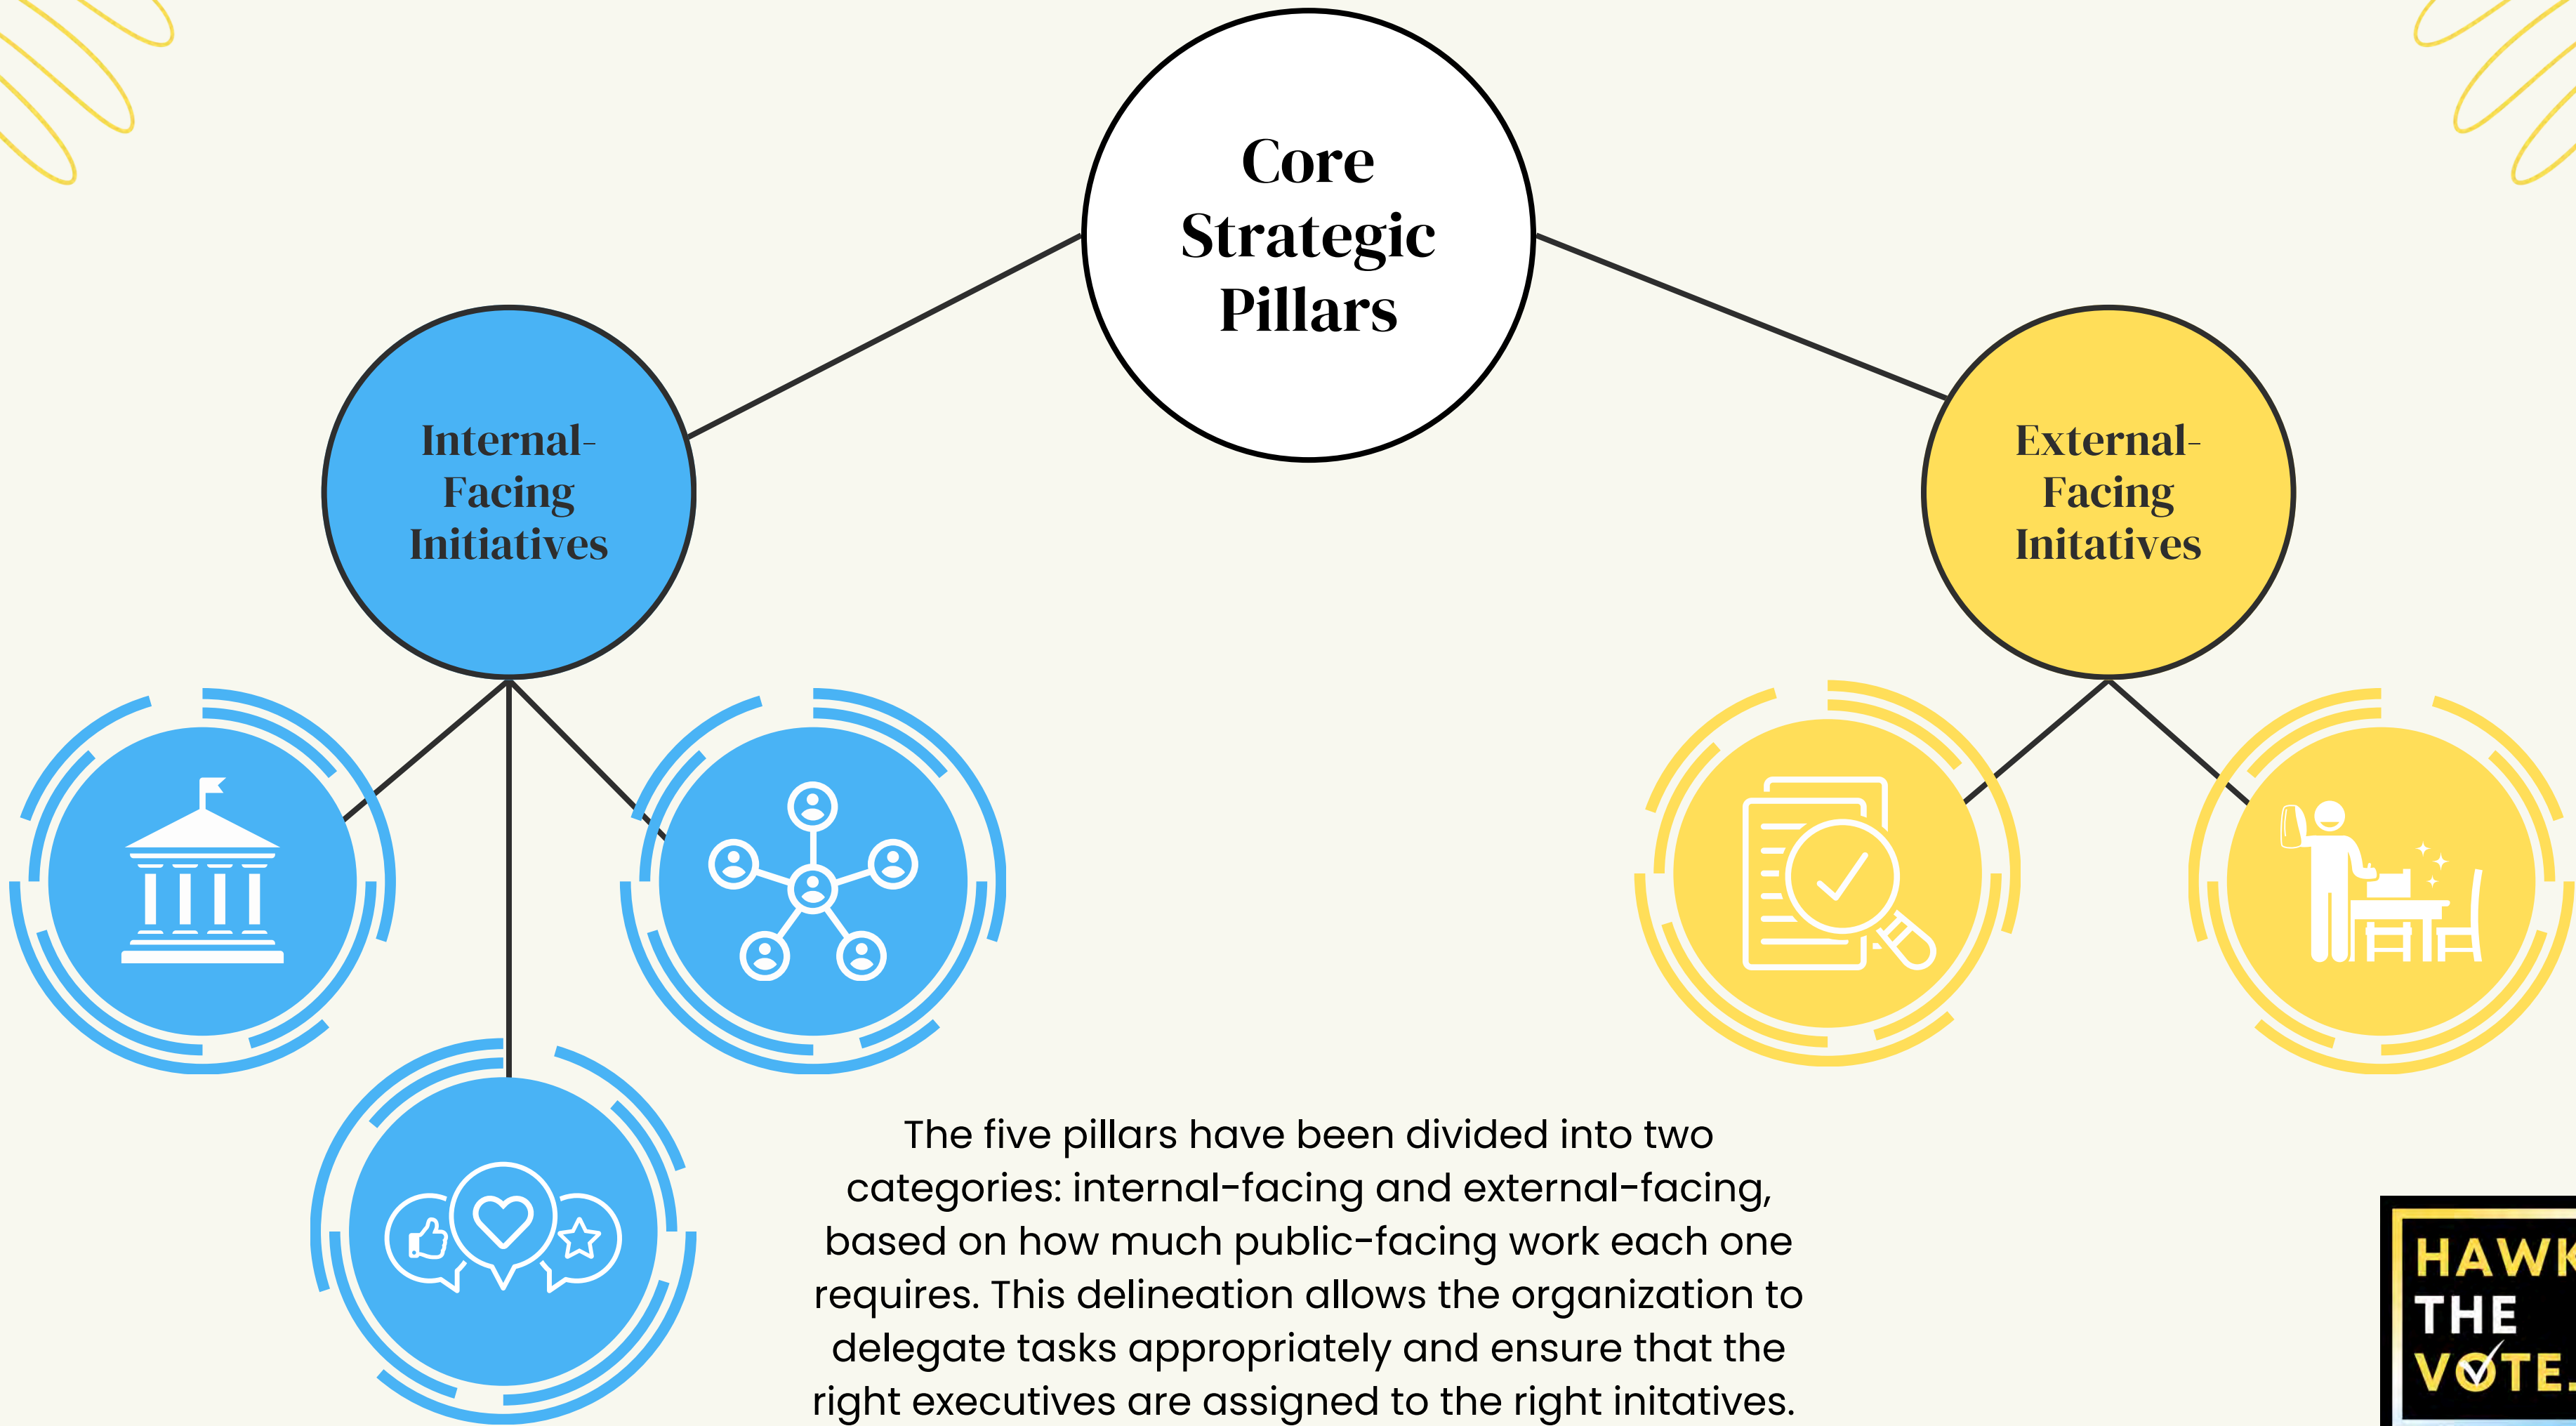 Core
Strategic
Pillars
Internal-
Facing
Initiatives
External-
Facing
Initatives
The five pillars have been divided into two
categories: internal-facing and external-facing,
based on how much public-facing work each one
requires. This delineation allows the organization to
delegate tasks appropriately and ensure that the
right executives are assigned to the right initatives.
HAWK
THE
VOTE.